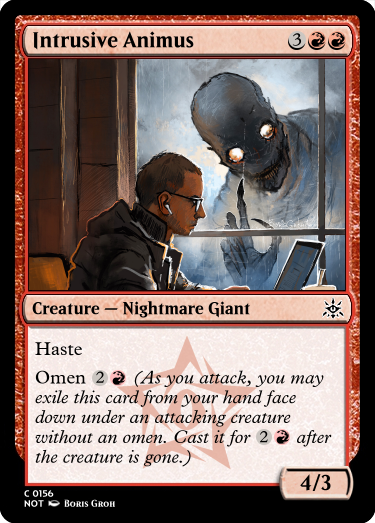 Intrusive Animus 3
Creature — Nightmare Giant
Haste
Omen 2 (As you attack, you may
exile this card from your hand face
down under an attacking creature
without an omen. Cast it for 2 after
the creature is gone.)
4/3
C 0156
NOT Boris Groh